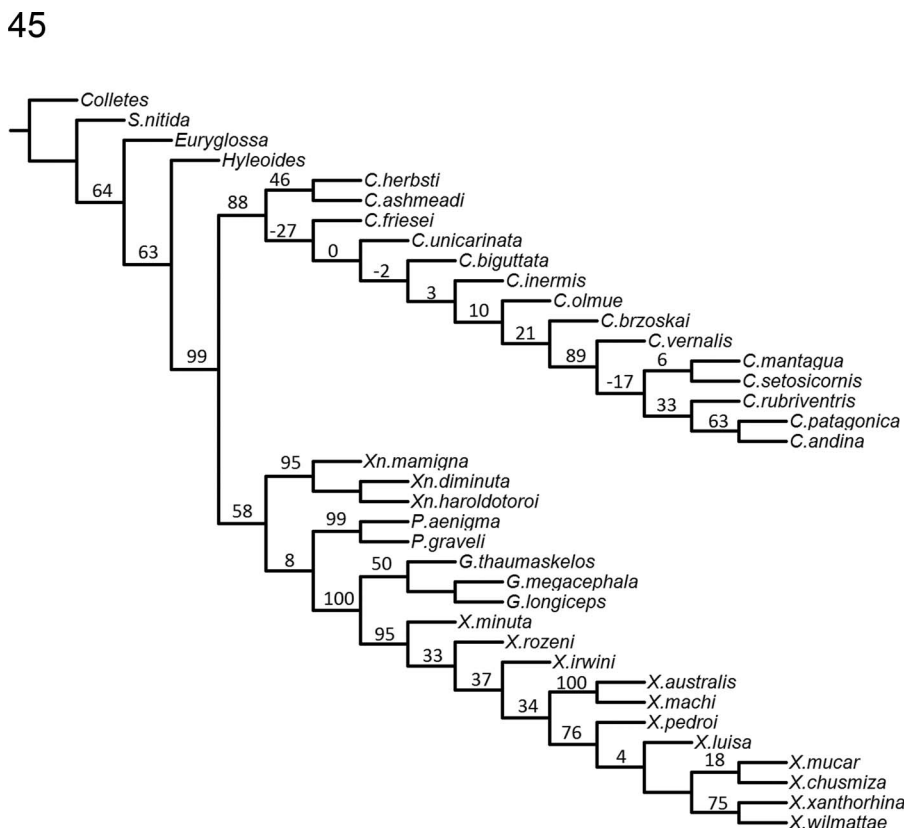 45
Colletes
S.nitida
Euryglossa
64
Hyleoides
63
46
C.herbsti
88
C.ashmeadi
C.friesei
-27
C.unicarinata
0
C.biguttata
-2
C.inermis
3
C.olmue
10
C.brzoskai
21
C.vernalis
99
89
6
C.mantagua
-17
C.setosicornis
C.rubriventris
33
C.patagonica
63
C.andina
95
Xn.mamigna
Xn.diminuta
Xn.haroldotoroi
58
99
P.aenigma
P.graveli
8
50
G.thaumaskelos
G.megacephala
100
G.longiceps
X.minuta
95
X.rozeni
33
X.irwini
37
100
X.australis
34
X.machi
X.pedroi
76
X.luisa
4
18
X.mucar
X.chusmiza
75
X.xanthorhina
X.wilmattae